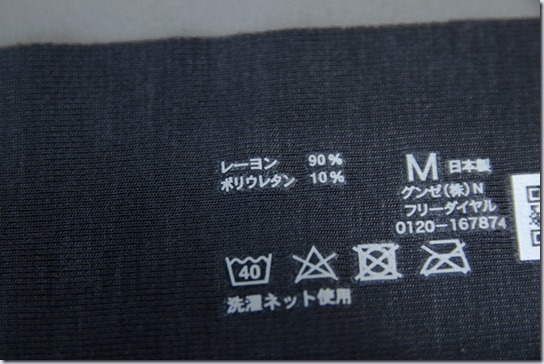 レーヨン 90%
ポリウレタン 10%
M 日本製
グンゼ(株)N
フリーダイヤル
0120-167874
40
洗濯ネット使用